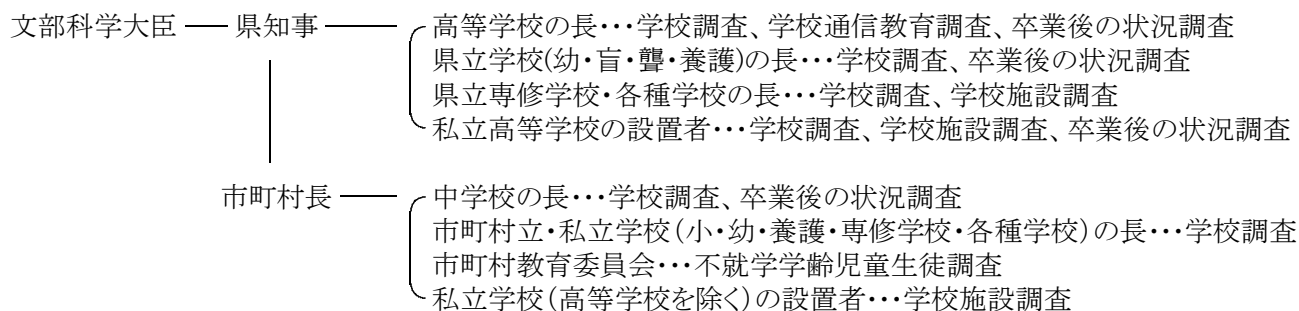 文部科学大臣 県知事 高等学校の長･･･学校調査、学校通信教育調査、卒業後の状況調査
県立学校(幼・盲・聾・養護)の長･･･学校調査、卒業後の状況調査
県立専修学校・各種学校の長･･･学校調査、学校施設調査
私立高等学校の設置者･･･学校調査、学校施設調査、卒業後の状況調査
市町村長 中学校の長･･･学校調査、卒業後の状況調査
市町村立・私立学校（小・幼・養護・専修学校・各種学校）の長･･･学校調査
市町村教育委員会･･･不就学学齢児童生徒調査
私立学校（高等学校を除く）の設置者･･･学校施設調査